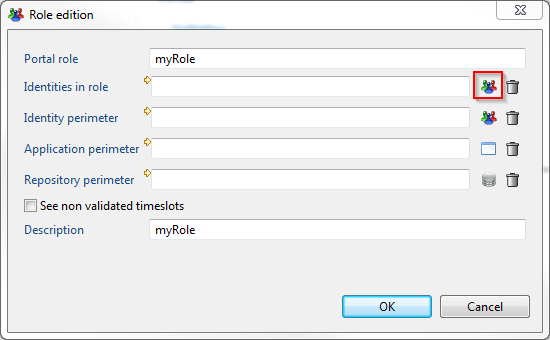 Role edition
Portal role myRole
Identities in role
Identity perimeter
Application perimeter
Repository perimeter
See non validated timeslots
Description myRole
OK Cancel